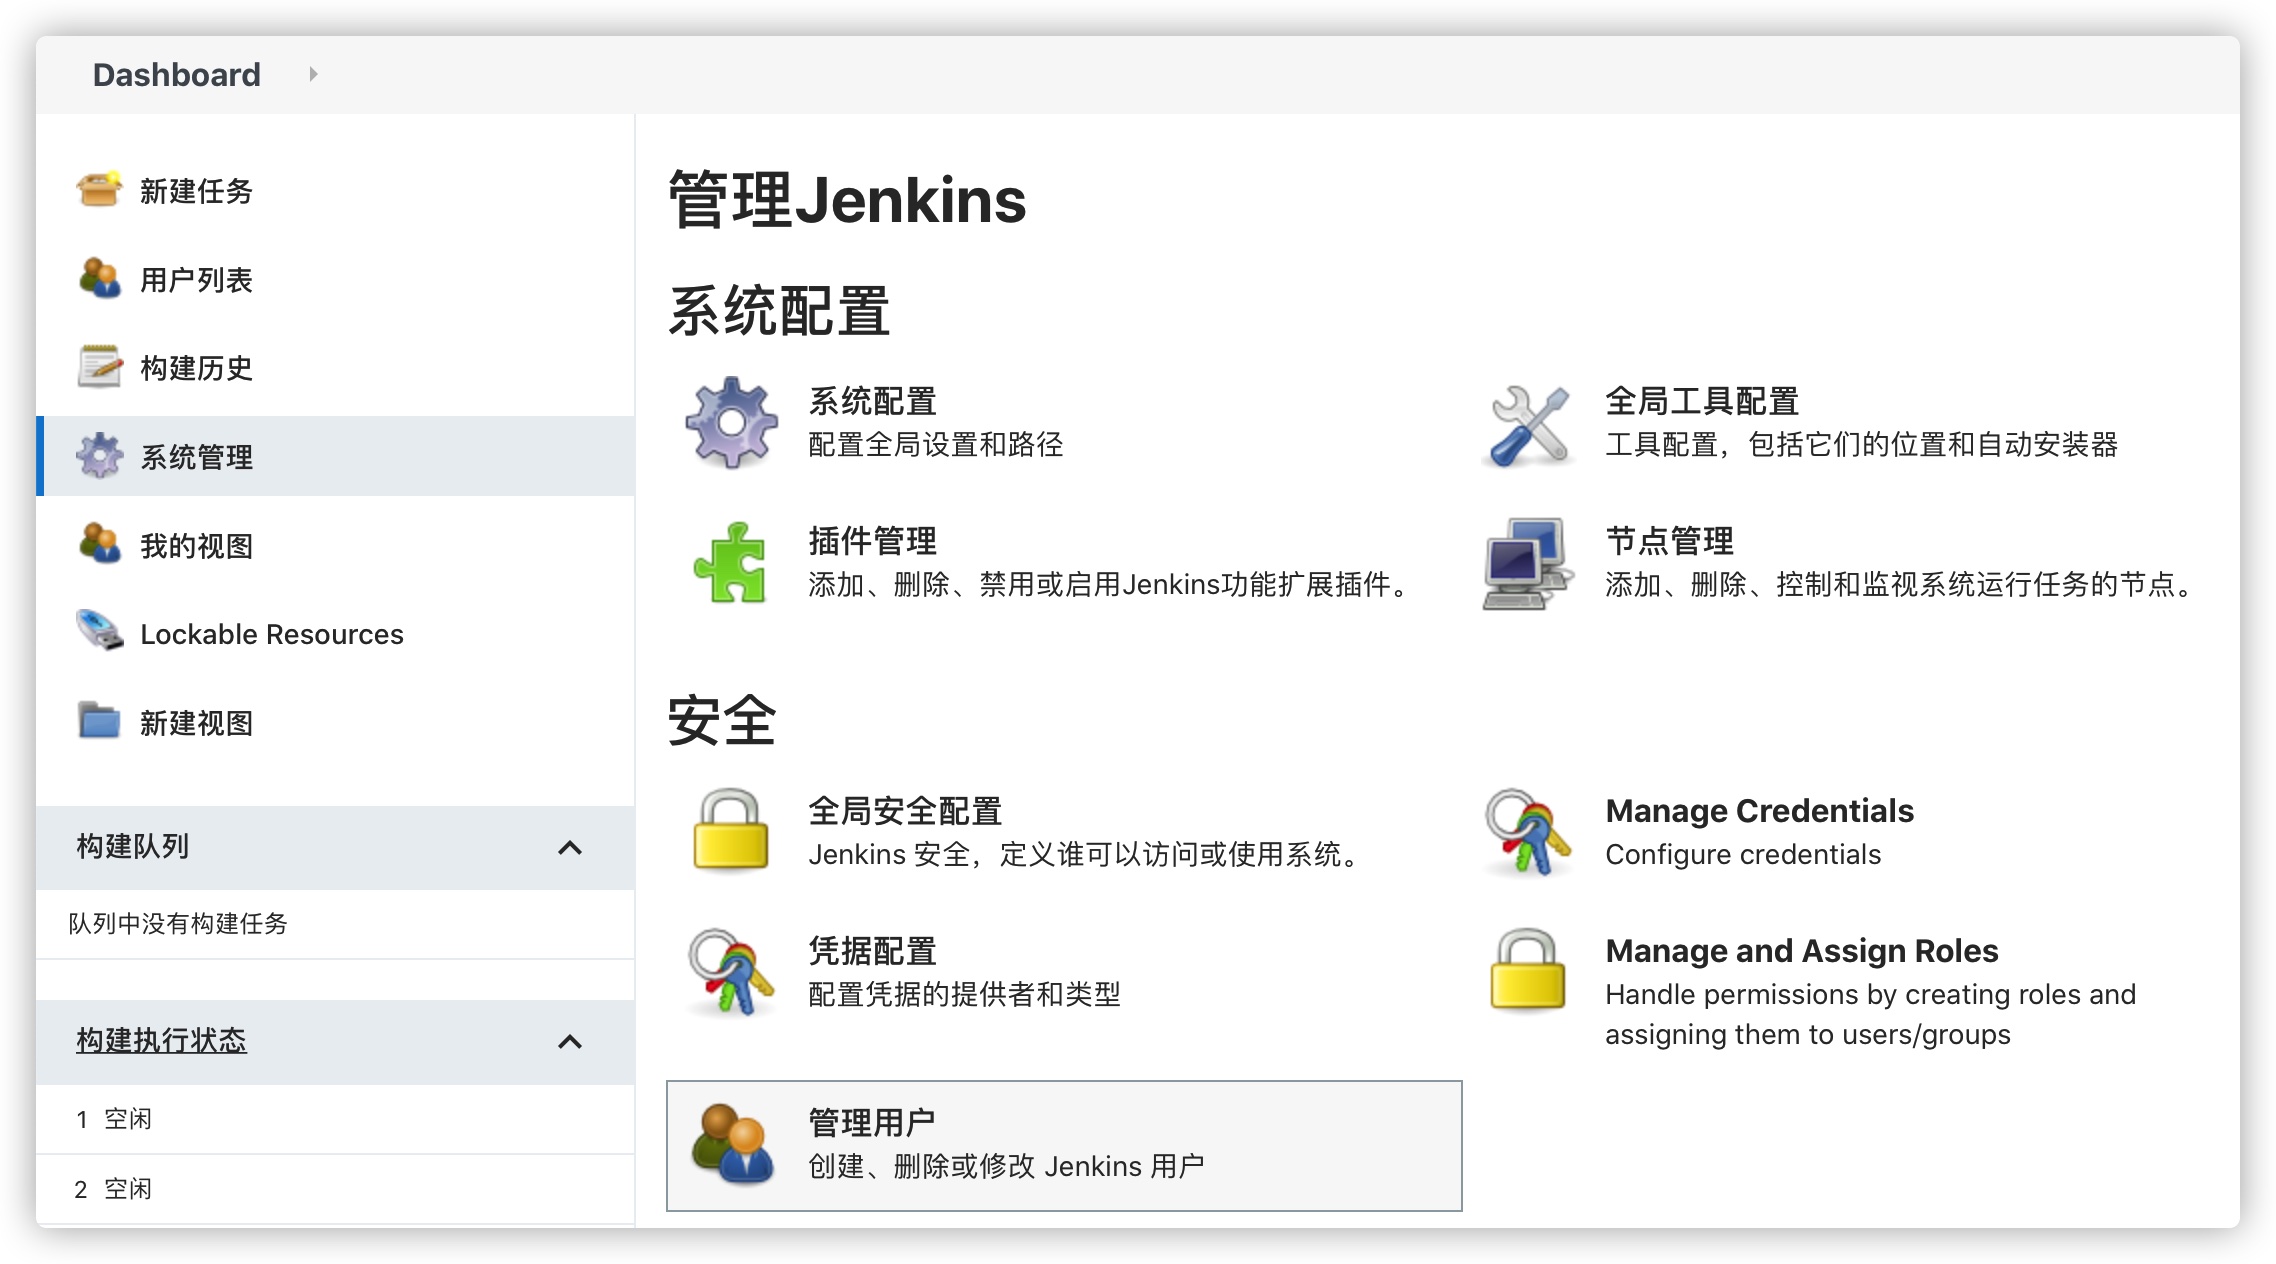 Dashboard
新建任务
用户列表
构建历史
系统管理
我的视图
Lockable Resources
新建视图
构建队列
队列中没有构建任务
构建执行状态
1 空闲
2 空闲
管理Jenkins
系统配置
系统配置
配置全局设置和路径
全局工具配置
工具配置，包括它们的位置和自动安装器
插件管理
添加、删除、禁用或启用Jenkins功能扩展插件。
节点管理
添加、删除、控制和监视系统运行任务的节点。
安全
全局安全配置
Jenkins 安全，定义谁可以访问或使用系统。
Manage Credentials
Configure credentials
凭据配置
配置凭据的提供者和类型
Manage and Assign Roles
Handle permissions by creating roles and
assigning them to users/groups
管理用户
创建、删除或修改 Jenkins 用户